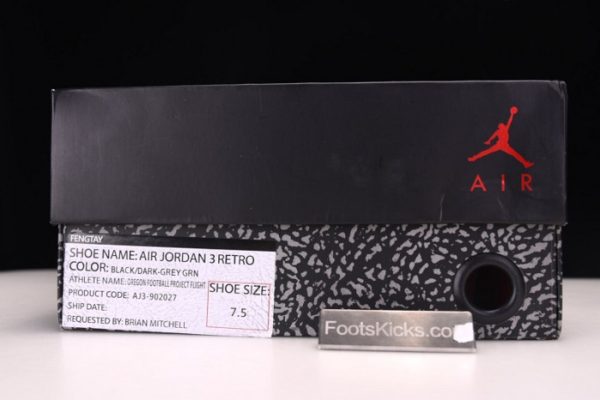 AIR
FENGTAY
SHOE NAME: AIR JORDAN 3 RETRO
COLOR: BLACK/DARK-GREY GRN
ATHLETE NAME: OREGON FOOTBALL PROJECT FLIGHT
PRODUCT CODE: AJ3-902027
SHOE SIZE:
7.5
SHIP DATE:
REQUESTED BY: BRIAN MITCHELL
FootsKicks.com